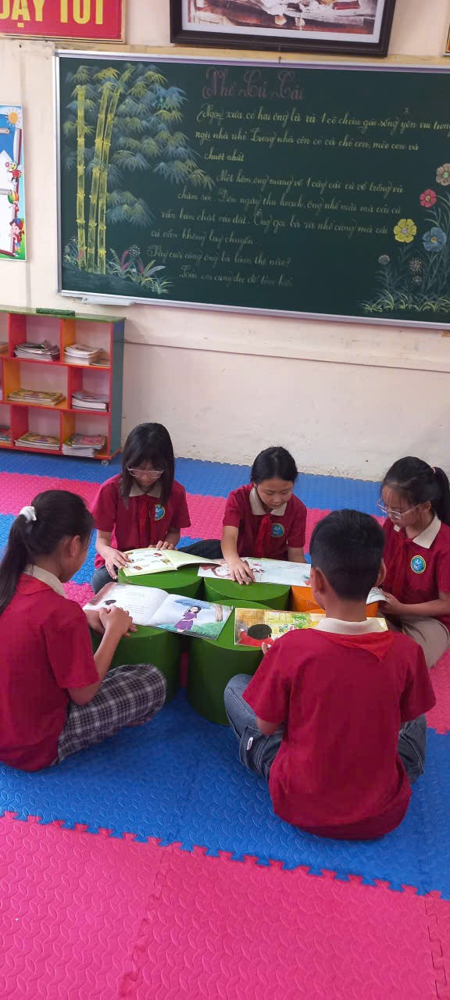 DẠY TỐT
Nhổ Củ Cải
Ngày xưa, có hai ông bà và 1 cô cháu gái sống yên vui trong
ngôi nhà nhỏ. Trong nhà còn có cả chó con, mèo con và
chuột nhắt
Một hôm, ông mang về 1 cây cải củ về trồng và
chăm sóc. Đến ngày thu hoạch, ông nhổ mãi mà cải củ
vẫn bám chặt vào đất. Ông gọi bà ra nhổ cùng mà cải
củ vẫn không lay chuyển.
Vậy cuối cùng ông bà làm thế nào?
Các em cùng đọc để tìm hiểu